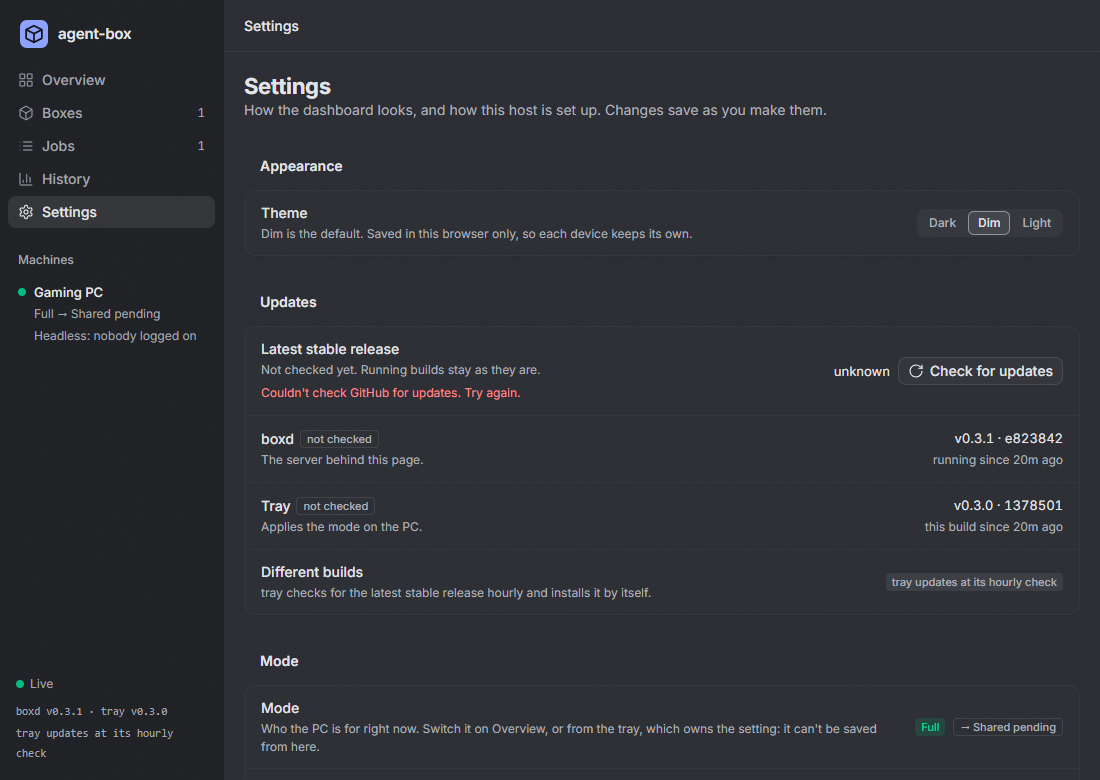 agent-box
Overview
Boxes 1
Jobs 1
History
Settings
Machines
Gaming PC
Full → Shared pending
Headless: nobody logged on
Live
boxd v0.3.1 · tray v0.3.0
tray updates at its hourly
check
Settings
Settings
How the dashboard looks, and how this host is set up. Changes save as you make them.
Appearance
Theme
Dim is the default. Saved in this browser only, so each device keeps its own.
Dark Dim Light
Updates
Latest stable release
Not checked yet. Running builds stay as they are.
Couldn't check GitHub for updates. Try again.
unknown Check for updates
boxd not checked
The server behind this page.
v0.3.1 · e823842
running since 20m ago
Tray not checked
Applies the mode on the PC.
v0.3.0 · 1378501
this build since 20m ago
Different builds
tray checks for the latest stable release hourly and installs it by itself.
tray updates at its hourly check
Mode
Mode
Who the PC is for right now. Switch it on Overview, or from the tray, which owns the setting: it can't be saved
from here.
Full → Shared pending